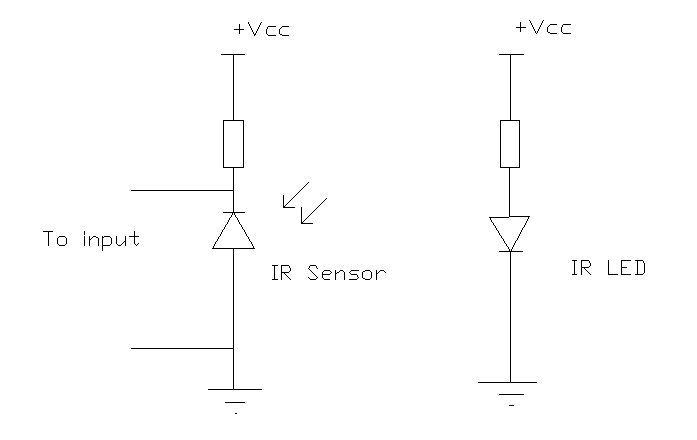 +Vcc
+Vcc
To input
IR Sensor
IR LED